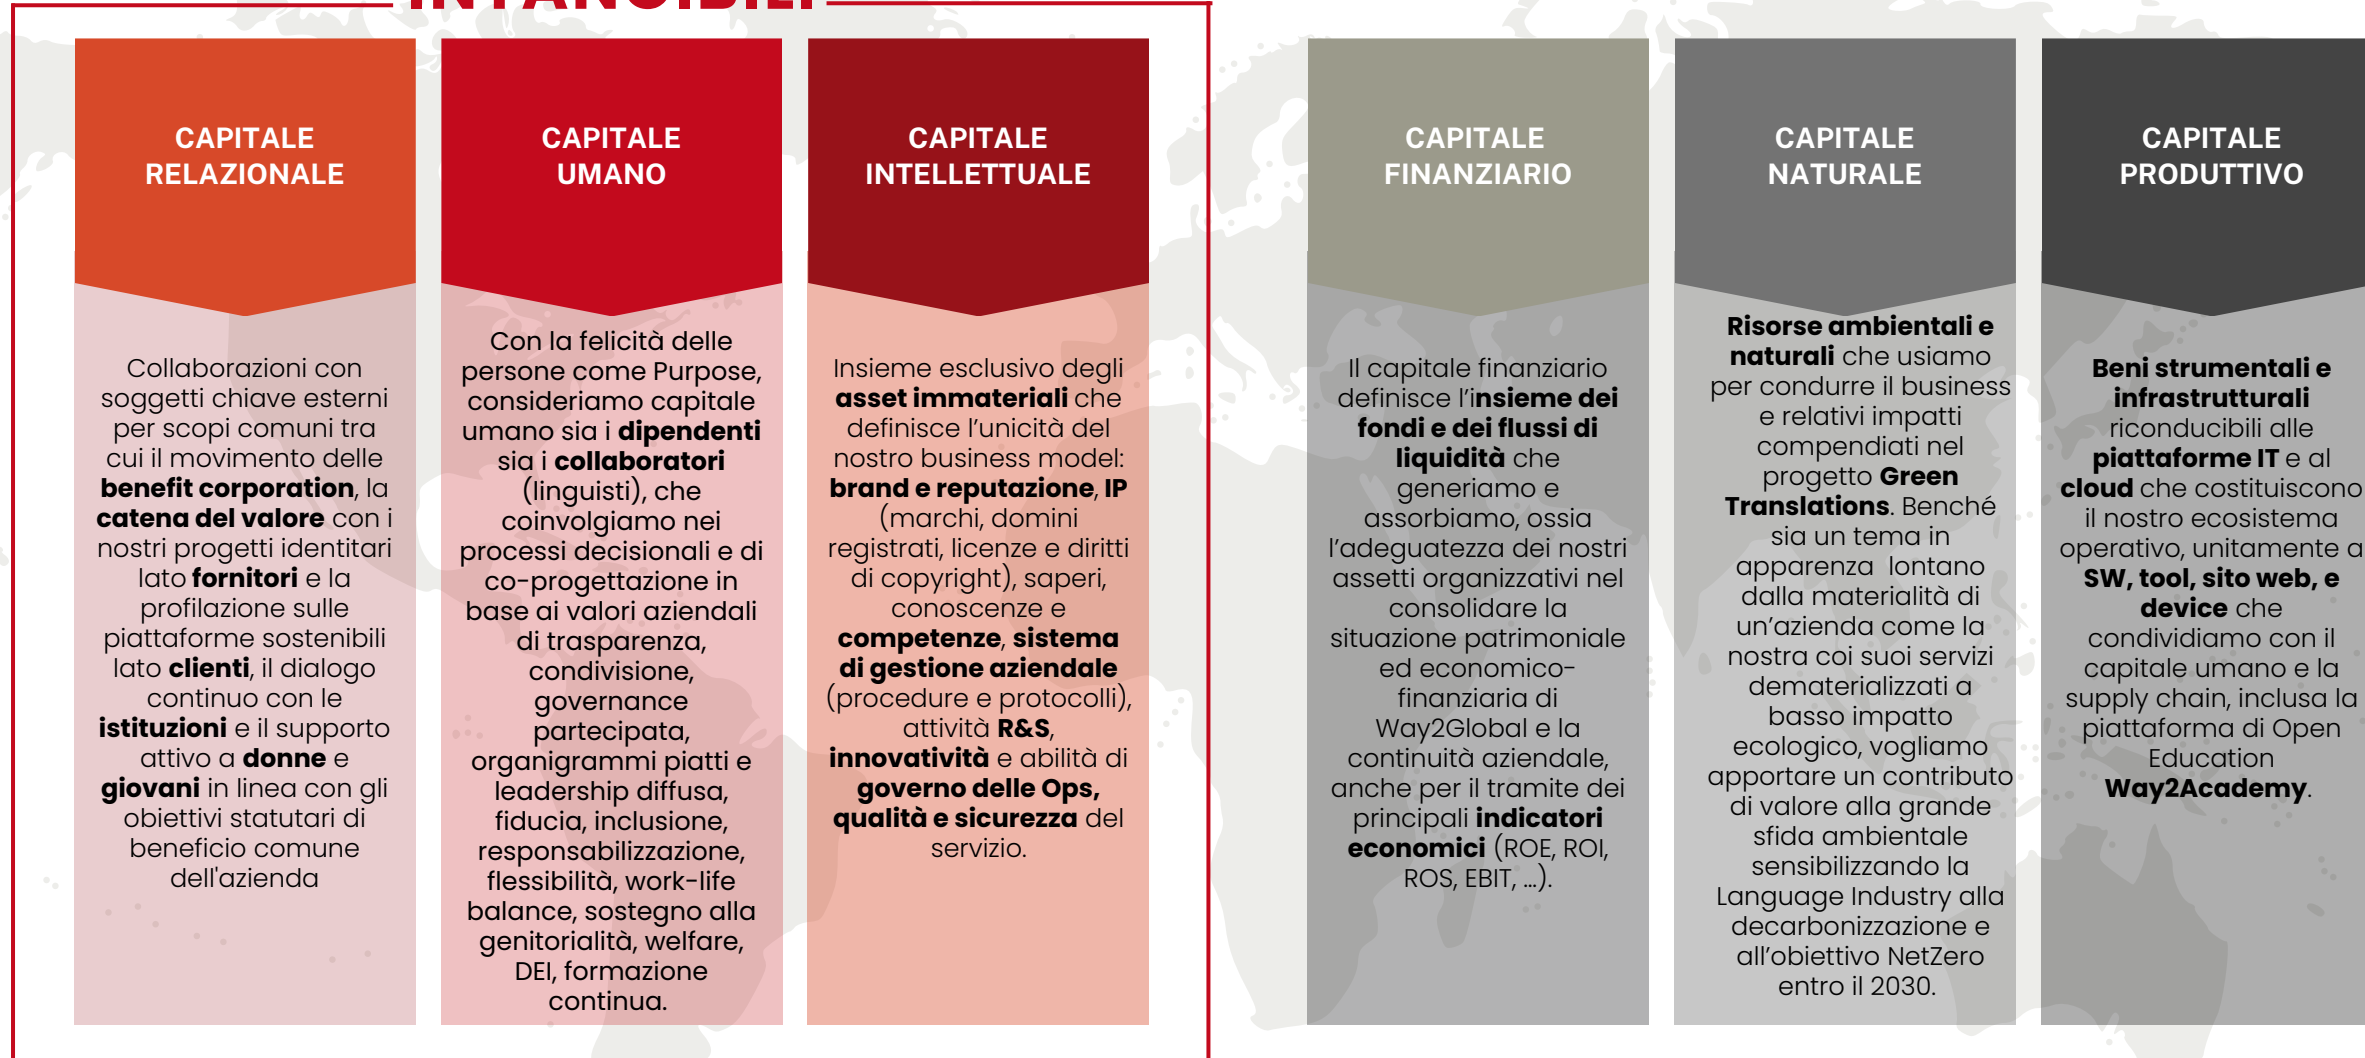 INTANGIBILI
CAPITALE
RELAZIONALE
Collaborazioni con
soggetti chiave esterni
per scopi comuni tra
cui il movimento delle
benefit corporation, la
catena del valore con i
nostri progetti identitari
lato fornitori e la
profilazione sulle
piattaforme sostenibili
lato clienti, il dialogo
continuo con le
istituzioni e il supporto
attivo a donne e
giovani in linea con gli
obiettivi statutari di
beneficio comune
dell'azienda
CAPITALE
UMANO
Con la felicità delle
persone come Purpose,
consideriamo capitale
umano sia i dipendenti
sia i collaboratori
(linguisti), che
coinvolgiamo nei
processi decisionali e di
co-progettazione in
base ai valori aziendali
di trasparenza,
condivisione,
governance
partecipata,
organigrammi piatti e
leadership diffusa,
fiducia, inclusione,
responsabilizzazione,
flessibilità, work-life
balance, sostegno alla
genitorialità, welfare,
DEI, formazione
continua.
CAPITALE
INTELLETTUALE
Insieme esclusivo degli
asset immateriali che
definisce l’unicità del
nostro business model:
brand e reputazione, IP
(marchi, domini
registrati, licenze e diritti
di copyright), saperi,
conoscenze e
competenze, sistema
di gestione aziendale
(procedure e protocolli),
attività R&S,
innovatività e abilità di
governo delle Ops,
qualità e sicurezza del
servizio.
CAPITALE
FINANZIARIO
Il capitale finanziario
definisce l’insieme dei
fondi e dei flussi di
liquidità che
generiamo e
assorbiamo, ossia
l’adeguatezza dei nostri
assetti organizzativi nel
consolidare la
situazione patrimoniale
ed economico-
finanziaria di
Way2Global e la
continuità aziendale,
anche per il tramite dei
principali indicatori
economici (ROE, ROI,
ROS, EBIT, ...).
CAPITALE
NATURALE
Risorse ambientali e
naturali che usiamo
per condurre il business
e relativi impatti
compendiati nel
progetto Green
Translations. Benché
sia un tema in
apparenza lontano
dalla materialità di
un’azienda come la
nostra coi suoi servizi
dematerializzati a
basso impatto
ecologico, vogliamo
apportare un contributo
di valore alla grande
sfida ambientale
sensibilizzando la
Language Industry alla
decarbonizzazione e
all’obiettivo NetZero
entro il 2030.
CAPITALE
PRODUTTIVO
Beni strumentali e
infrastrutturali
riconducibili alle
piattaforme IT e al
cloud che costituiscono
il nostro ecosistema
operativo, unitamente a
SW, tool, sito web, e
device che
condividiamo con il
capitale umano e la
supply chain, inclusa la
piattaforma di Open
Education
Way2Academy.